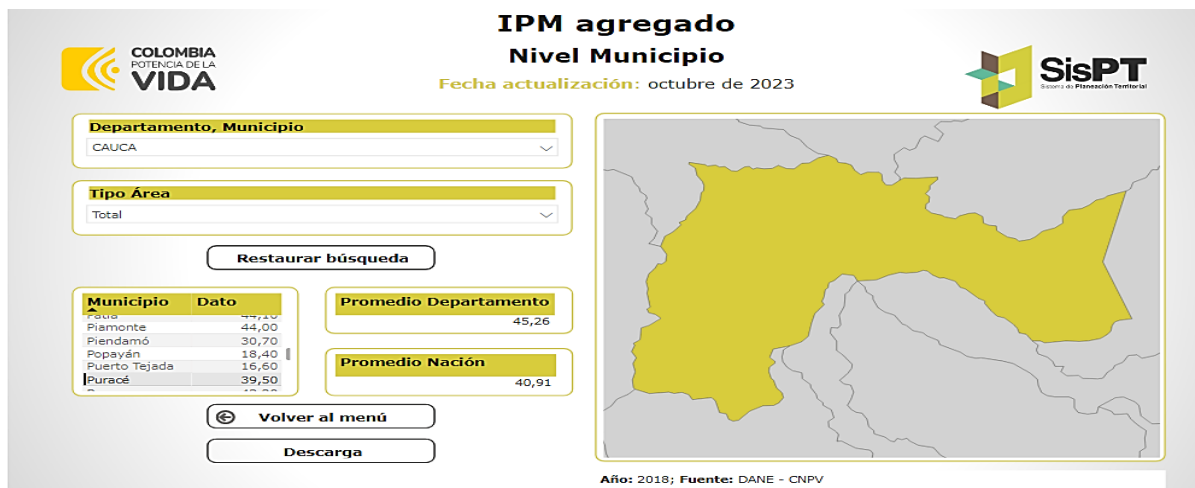 IPM agregado
Nivel Municipio
Fecha actualización: octubre de 2023
COLOMBIA
POTENCIA DE LA
VIDA
SisPT
Sistema de Planeación Territorial
Departamento, Municipio
CAUCA
Tipo Área
Total
Restaurar búsqueda
Municipio Dato
Patía 44,10
Piamonte 44,00
Piendamó 30,70
Popayán 18,40
Puerto Tejada 16,60
Puracé 39,50
Promedio Departamento
45,26
Promedio Nación
40,91
Volver al menú
Descarga
Año: 2018; Fuente: DANE - CNPV